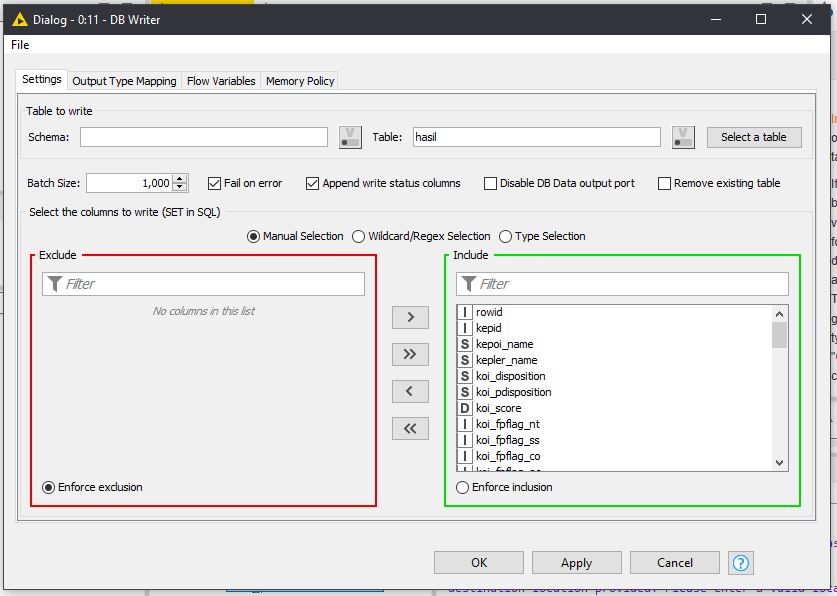 Dialog - 0:11 - DB Writer
File
Settings Output Type Mapping Flow Variables Memory Policy
Table to write
Schema: V Table: hasil V Select a table
Batch Size: 1,000 Fail on error Append write status columns Disable DB Data output port Remove existing table
Select the columns to write (SET in SQL)
Manual Selection Wildcard/Regex Selection Type Selection
Exclude
Filter
No columns in this list
Enforce exclusion
>
>>
<
<<
Include
Filter
I rowid
I kepid
S kepoi_name
S kepler_name
S koi_disposition
S koi_pdisposition
D koi_score
I koi_fpflag_nt
I koi_fpflag_ss
I koi_fpflag_co
Enforce inclusion
OK Apply Cancel ?